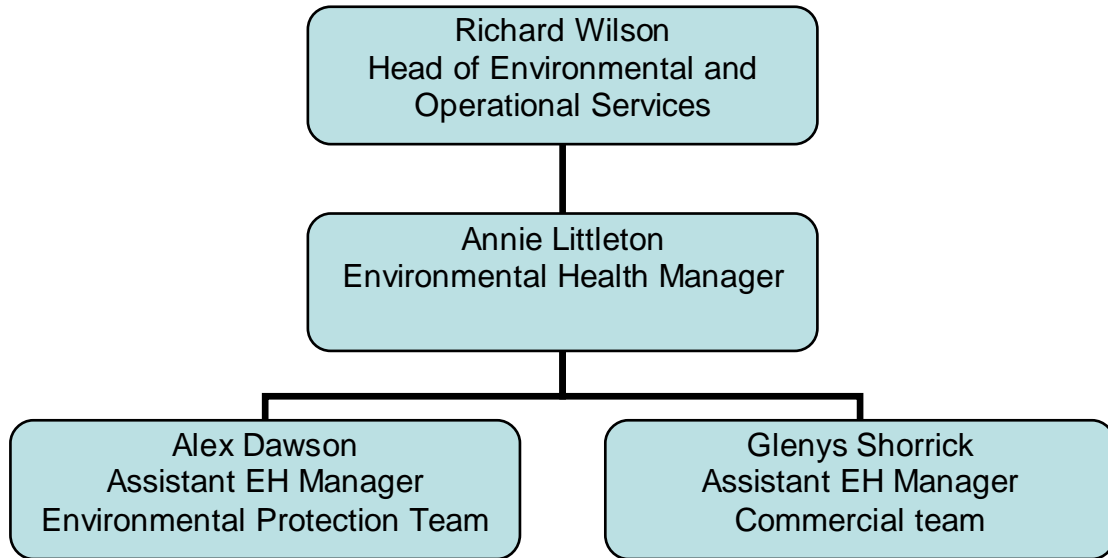 Richard Wilson
Head of Environmental and
Operational Services
Annie Littleton
Environmental Health Manager
Alex Dawson
Assistant EH Manager
Environmental Protection Team
Glenys Shorrick
Assistant EH Manager
Commercial team